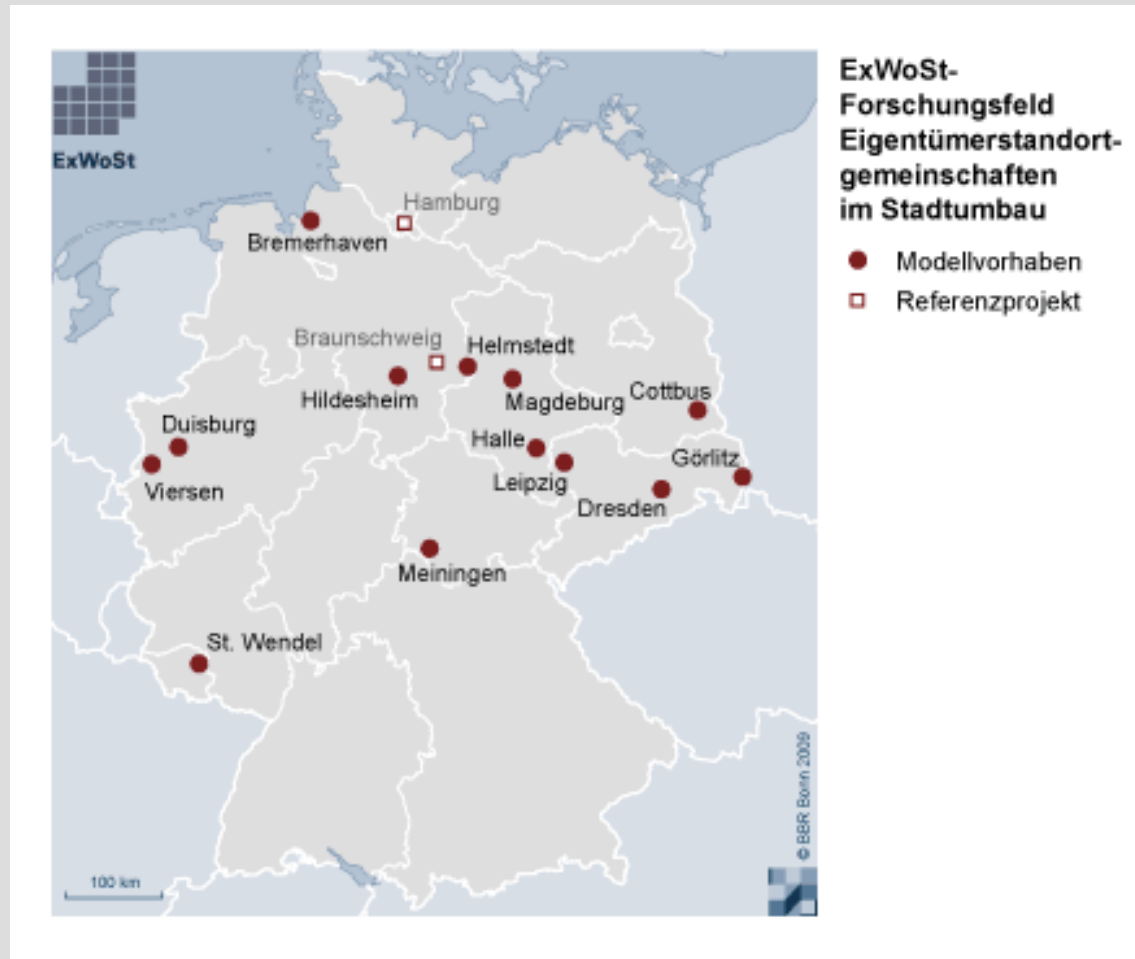 ExWoSt
ExWoSt-
Forschungsfeld
Eigentümerstandort-
gemeinschaften
im Stadtumbau
Modellvorhaben
Referenzprojekt
Hamburg
Bremerhaven
Braunschweig
Helmstedt
Hildesheim
Magdeburg
Cottbus
Duisburg
Halle
Görlitz
Viersen
Leipzig
Dresden
Meiningen
St. Wendel
100 km
© BBR Bonn 2009